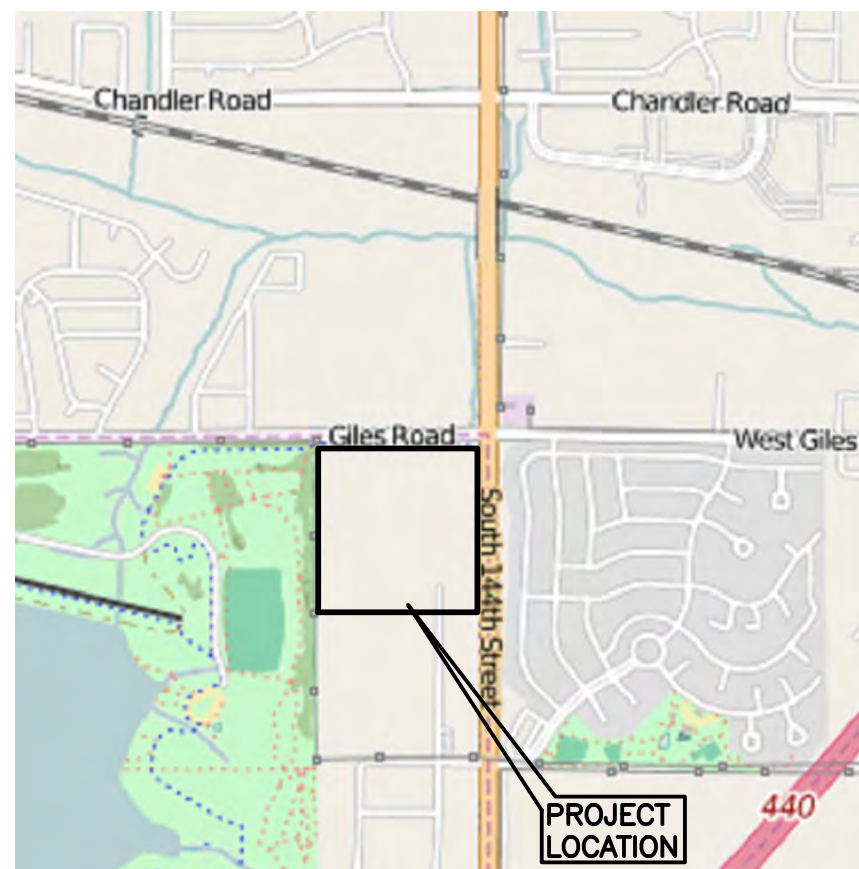 Chandler Road
Chandler Road
Giles Road
West Giles
South 144th Street
PROJECT
LOCATION
440